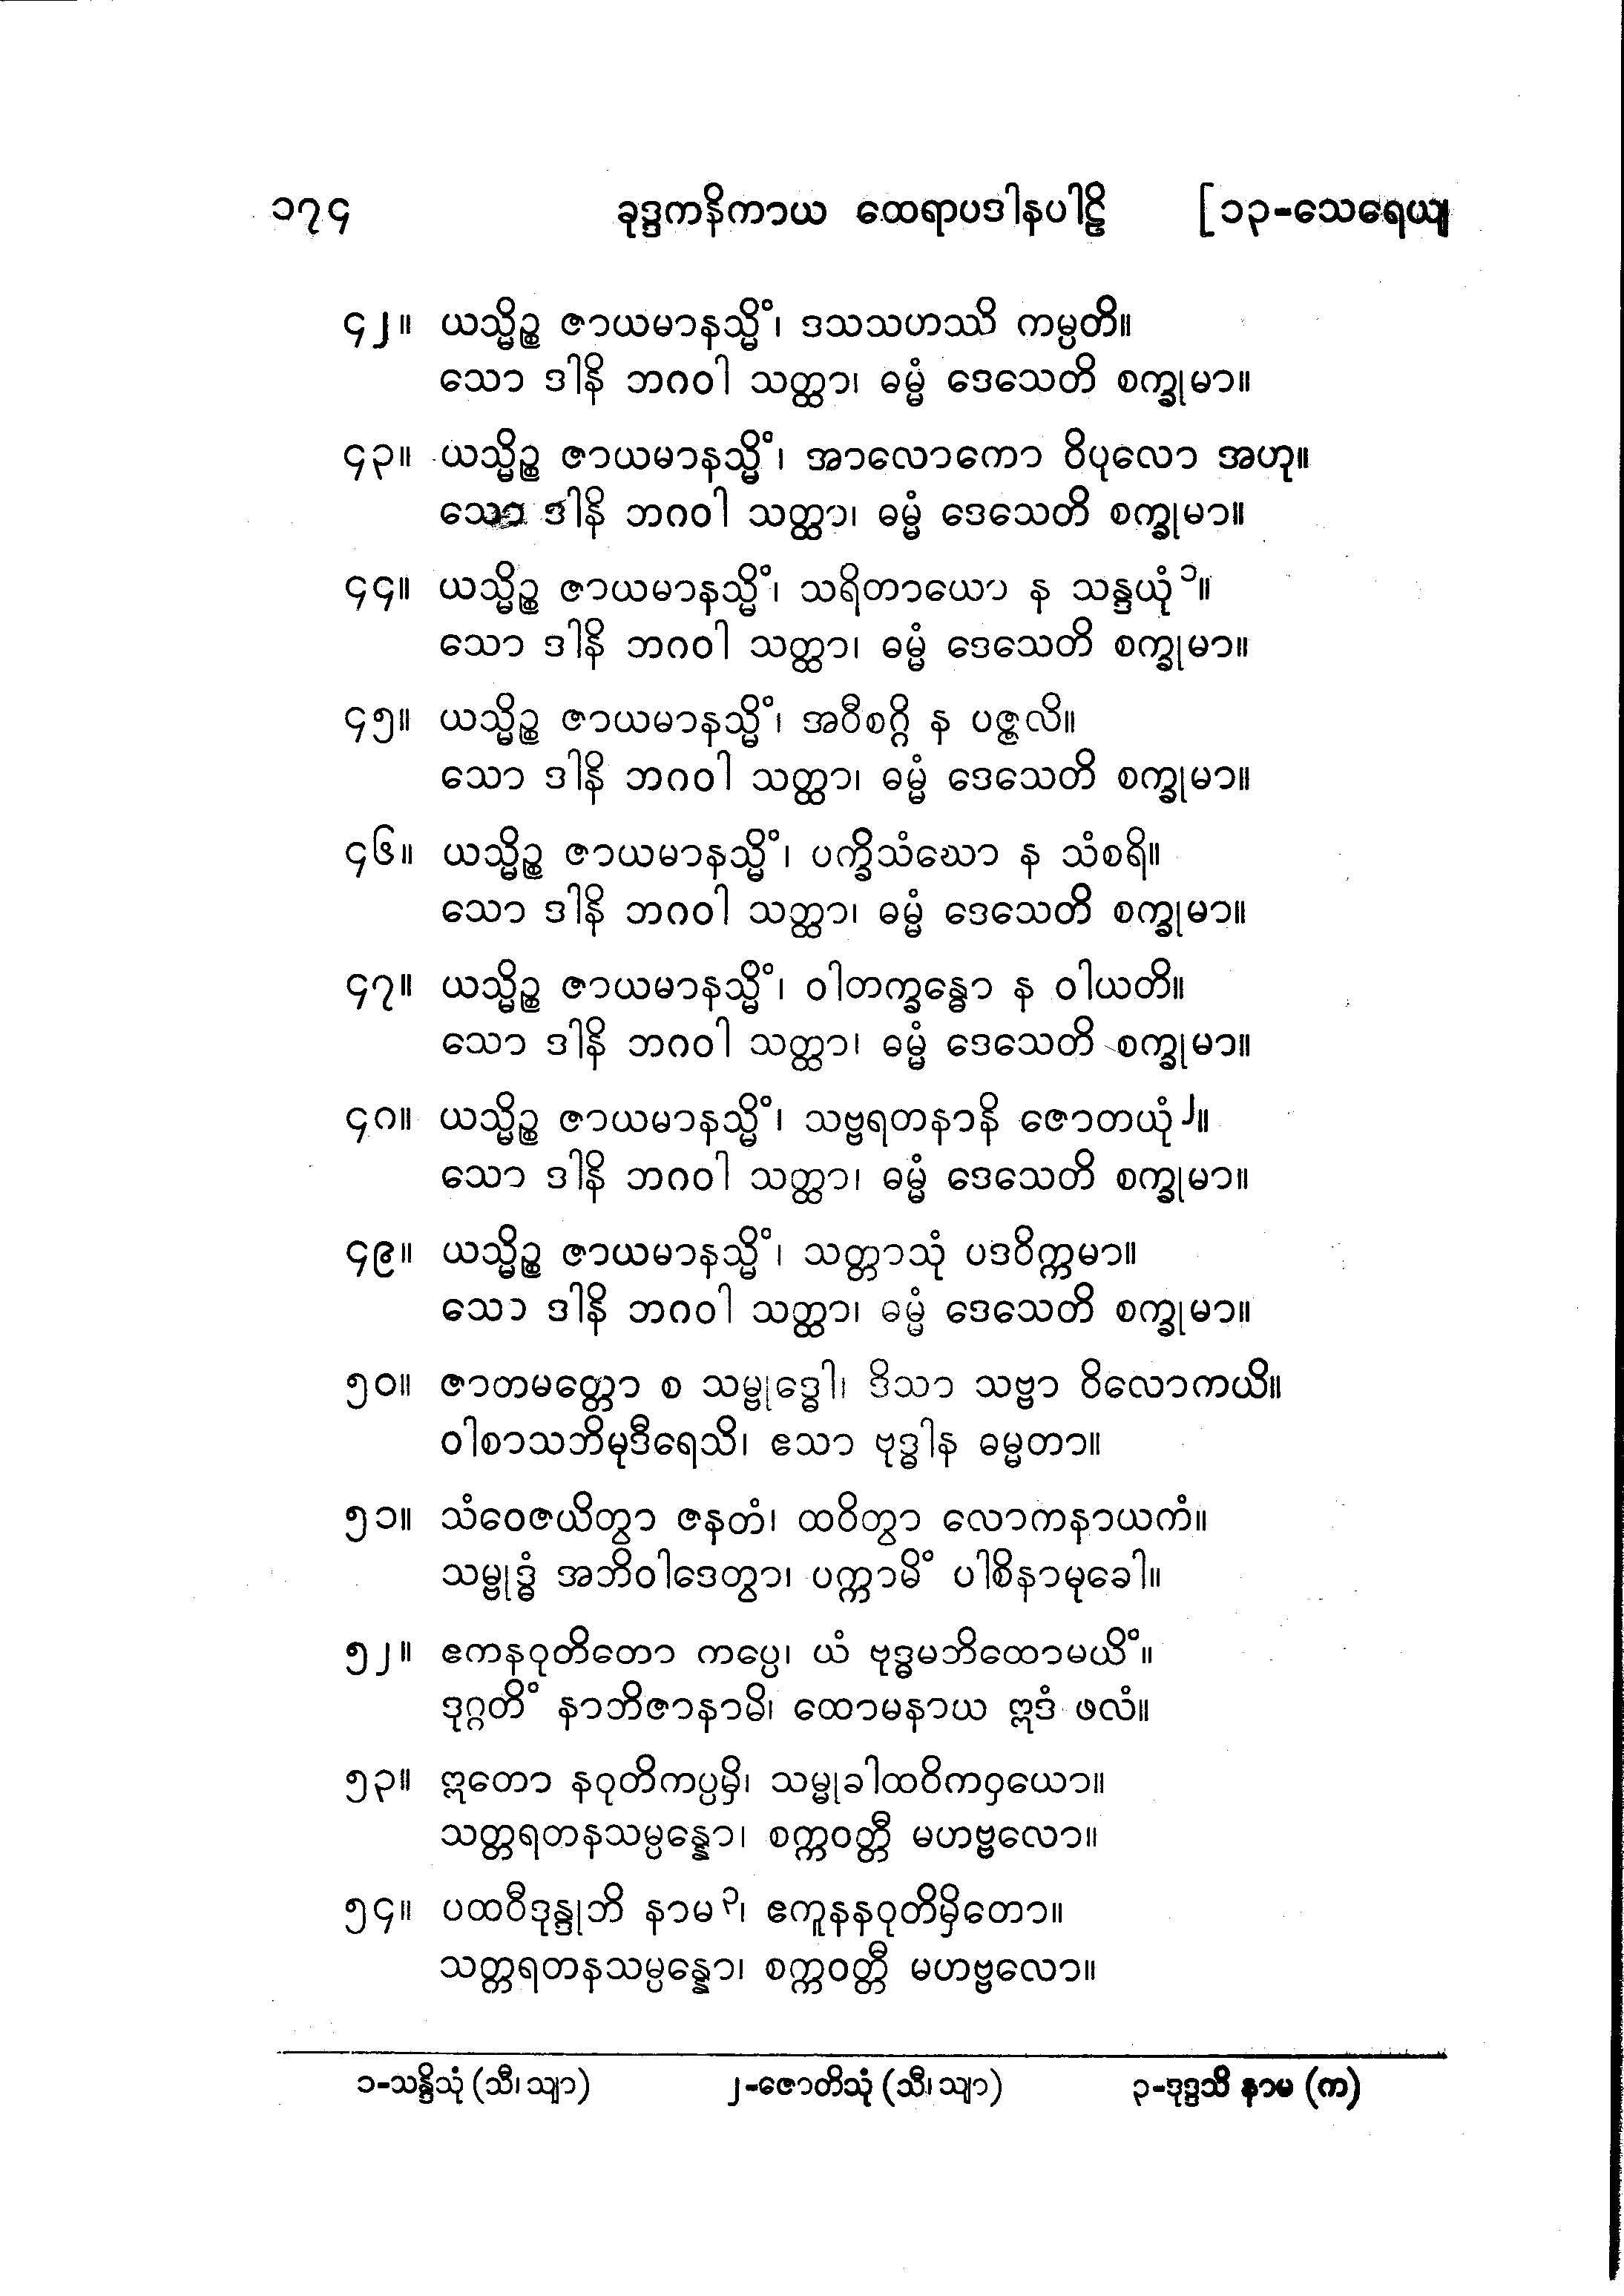 ၁၇၄ ခုဒ္ဒကနိကာယ ထေရာပဒါနပါဠိ [၁၃-သေရေယျ
၄၂။ ယသ္မိဉ္စ ဇာယမာနသ္မိံ၊ ဒသသဟဿိ ကမ္ပတိ။
သော ဒါနိ ဘဂဝါ သတ္ထာ၊ ဓမ္မံ ဒေသေတိ စက္ခုမာ။
၄၃။ ယသ္မိဉ္စ ဇာယမာနသ္မိံ၊ အာလောကော ဝိပုလော အဟု။
သော ဒါနိ ဘဂဝါ သတ္ထာ၊ ဓမ္မံ ဒေသေတိ စက္ခုမာ။
၄၄။ ယသ္မိဉ္စ ဇာယမာနသ္မိံ၊ သရိတာယော န သန္ဒယုံ ၁။
သော ဒါနိ ဘဂဝါ သတ္ထာ၊ ဓမ္မံ ဒေသေတိ စက္ခုမာ။
၄၅။ ယသ္မိဉ္စ ဇာယမာနသ္မိံ၊ အဝီစဂ္ဂိ န ပဇ္ဇလိ။
သော ဒါနိ ဘဂဝါ သတ္ထာ၊ ဓမ္မံ ဒေသေတိ စက္ခုမာ။
၄၆။ ယသ္မိဉ္စ ဇာယမာနသ္မိံ၊ ပက္ခိသံဃော န သံစရိ။
သော ဒါနိ ဘဂဝါ သတ္ထာ၊ ဓမ္မံ ဒေသေတိ စက္ခုမာ။
၄၇။ ယသ္မိဉ္စ ဇာယမာနသ္မိံ၊ ဝါတက္ခန္ဓော န ဝါယတိ။
သော ဒါနိ ဘဂဝါ သတ္ထာ၊ ဓမ္မံ ဒေသေတိ စက္ခုမာ။
၄၈။ ယသ္မိဉ္စ ဇာယမာနသ္မိံ၊ သဗ္ဗရတနာနိ ဇောတယုံ ၂။
သော ဒါနိ ဘဂဝါ သတ္ထာ၊ ဓမ္မံ ဒေသေတိ စက္ခုမာ။
၄၉။ ယသ္မိဉ္စ ဇာယမာနသ္မိံ၊ သတ္တာသုံ ပဒဝိက္ကမာ။
သော ဒါနိ ဘဂဝါ သတ္ထာ၊ ဓမ္မံ ဒေသေတိ စက္ခုမာ။
၅၀။ ဇာတမတ္တော စ သမ္ဗုဒ္ဓေါ၊ ဒိသာ သဗ္ဗာ ဝိလောကယိ။
ဝါစာသဘိမုဒီရေသိ၊ ဧသာ ဗုဒ္ဓါန ဓမ္မတာ။
၅၁။ သံဝေဇယိတွာ ဇနတံ၊ ထဝိတွာ လောကနာယကံ။
သမ္ဗုဒ္ဓံ အဘိဝါဒေတွာ၊ ပက္ကာမိံ ပါစိနာမုခေါ။
၅၂။ ဧကနဝုတိတော ကပ္ပေ၊ ယံ ဗုဒ္ဓမဘိထောမယိံ။
ဒုဂ္ဂတိံ နာဘိဇာနာမိ၊ ထောမနာယ ဣဒံ ဖလံ။
၅၃။ ဣတော နဝုတိကပ္ပမှိ၊ သမ္မုခါထဝိကဝှယော။
သတ္တရတနသမ္ပန္နော၊ စက္ကဝတ္တီ မဟဗ္ဗလော။
၅၄။ ပထဝီဒုန္ဒုဘိ နာမ ၃၊ ဧကူနနဝုတိမှိတော။
သတ္တရတနသမ္ပန္နော၊ စက္ကဝတ္တီ မဟဗ္ဗလော။
၁-သန္ဒိသုံ (သီ၊ သျာ) ၂-ဇောတိသုံ (သီ၊ သျာ) ၃-ဒုဒ္ဒသိ နာမ (က)